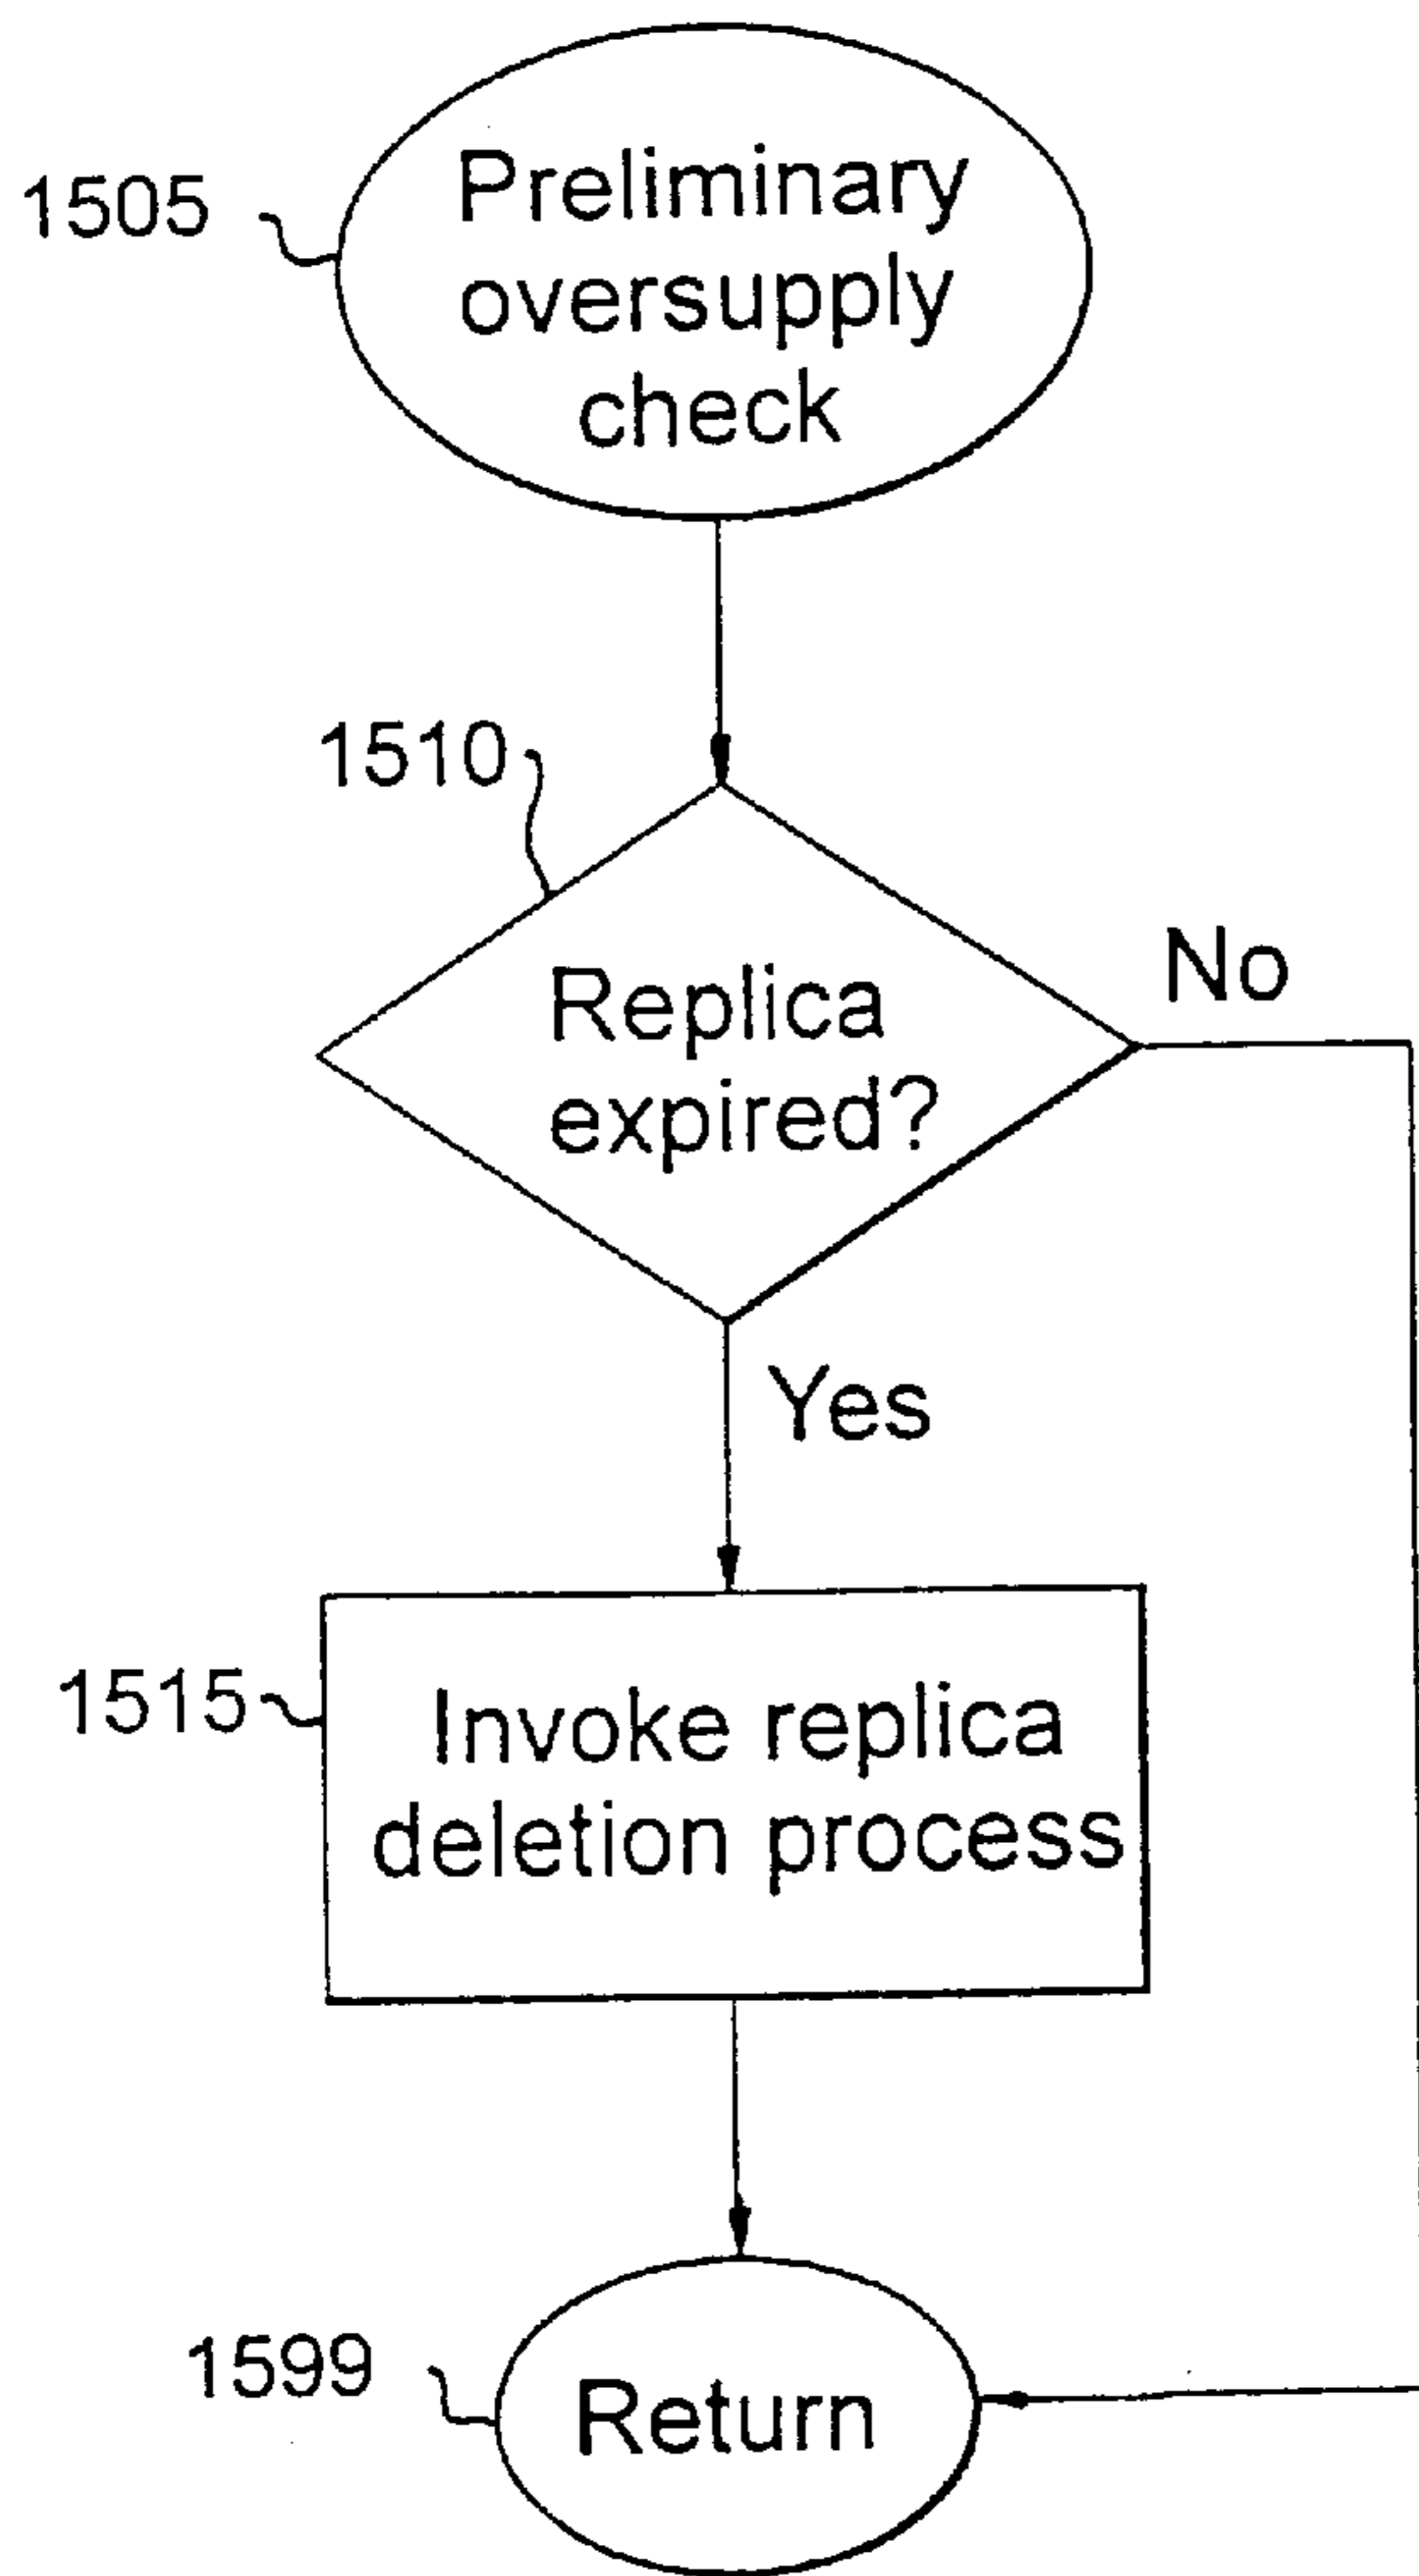 1505
Preliminary
oversupply
check
1510
No
Replica
expired?
Yes
1515
Invoke replica
deletion process
1599
Return